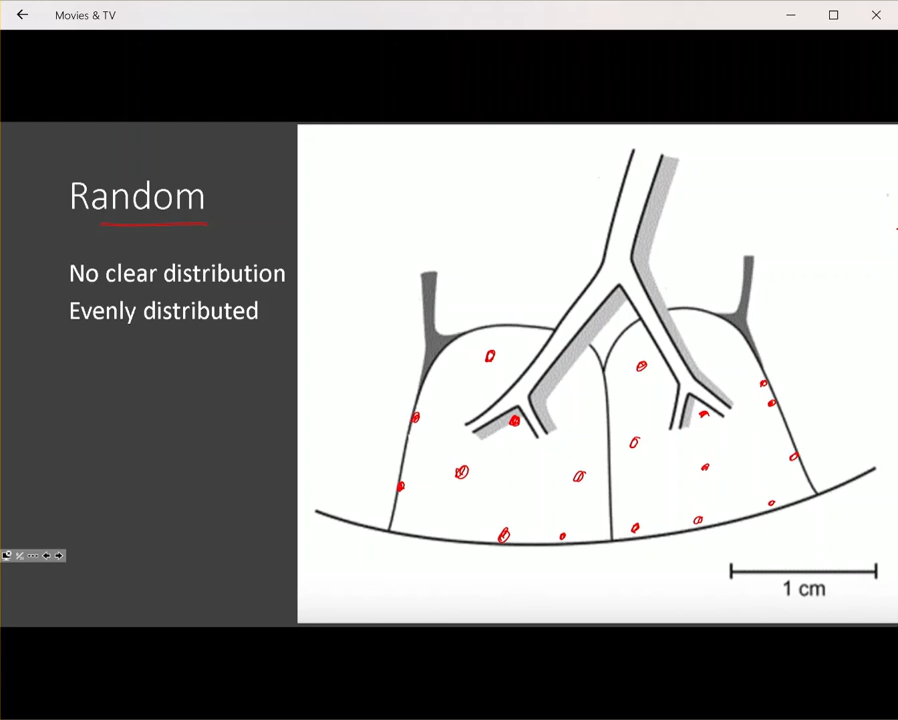 Movies & TV
Random
No clear distribution
Evenly distributed
1 cm